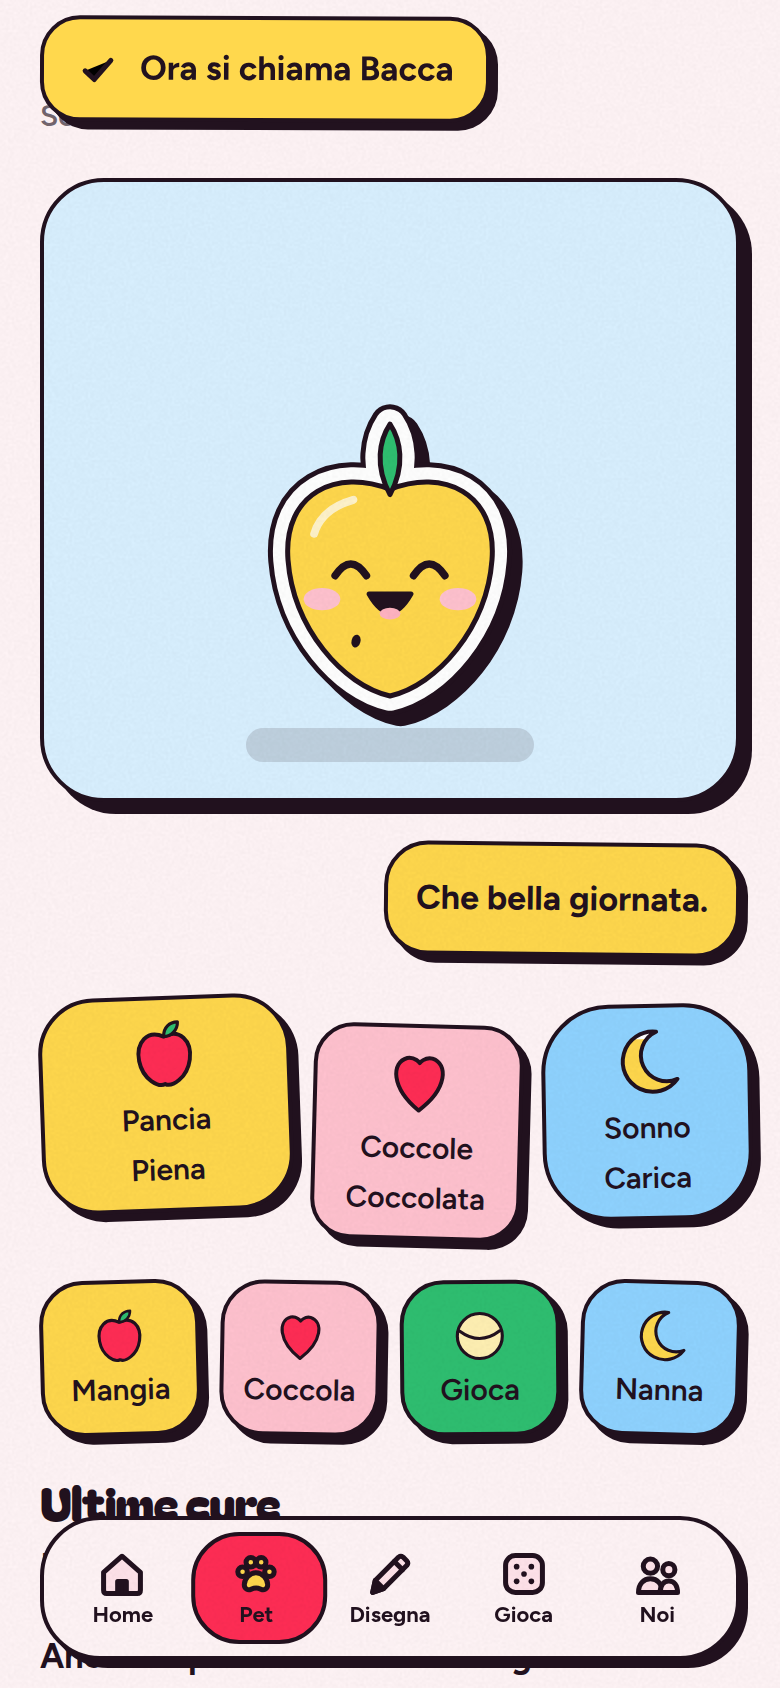 Ora si chiama Bacca
Che bella giornata.
Pancia
Piena
Coccole
Coccolata
Sonno
Carica
Mangia
Coccola
Gioca
Nanna
Ultime cure
Home
Pet
Disegna
Gioca
Noi